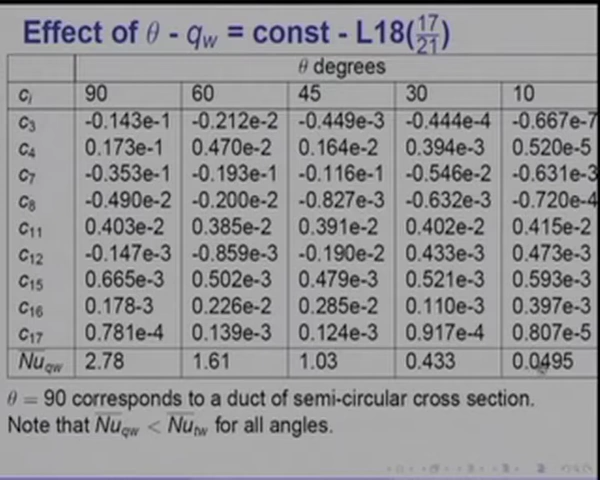 Effect of θ - q_w = const - L18(17/21)
θ degrees
c_i 90 60 45 30 10
c_3 -0.143e-1 -0.212e-2 -0.449e-3 -0.444e-4 -0.667e-7
c_4 0.173e-1 0.470e-2 0.164e-2 0.394e-3 0.520e-5
c_7 -0.353e-1 -0.193e-1 -0.116e-1 -0.546e-2 -0.631e-3
c_8 -0.490e-2 -0.200e-2 -0.827e-3 -0.632e-3 -0.720e-4
c_11 0.403e-2 0.385e-2 0.391e-2 0.402e-2 0.415e-2
c_12 -0.147e-3 -0.859e-3 -0.190e-2 0.433e-3 0.473e-3
c_15 0.665e-3 0.502e-3 0.479e-3 0.521e-3 0.593e-3
c_16 0.178-3 0.226e-2 0.285e-2 0.110e-3 0.397e-3
c_17 0.781e-4 0.139e-3 0.124e-3 0.917e-4 0.807e-5
N̅u̅_qw 2.78 1.61 1.03 0.433 0.0495
θ = 90 corresponds to a duct of semi-circular cross section.
Note that N̅u̅_qw < N̅u̅_tw for all angles.